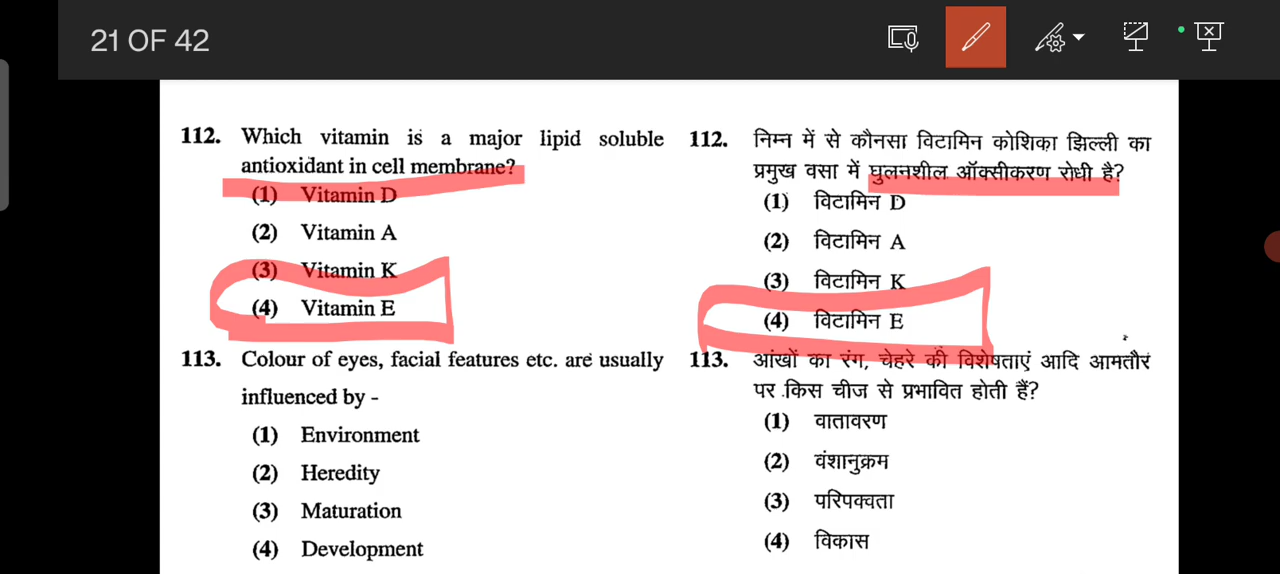 21 OF 42
112. Which vitamin is a major lipid soluble
antioxidant in cell membrane?
(1) Vitamin D
(2) Vitamin A
(3) Vitamin K
(4) Vitamin E
113. Colour of eyes, facial features etc. are usually
influenced by -
(1) Environment
(2) Heredity
(3) Maturation
(4) Development
112. निम्न में से कौनसा विटामिन कोशिका झिल्ली का
प्रमुख वसा में घुलनशील ऑक्सीकरण रोधी है?
(1) विटामिन D
(2) विटामिन A
(3) विटामिन K
(4) विटामिन E
113. आंखों का रंग, चेहरे की विशेषताएं आदि आमतौर
पर किस चीज से प्रभावित होती हैं?
(1) वातावरण
(2) वंशानुक्रम
(3) परिपक्वता
(4) विकास